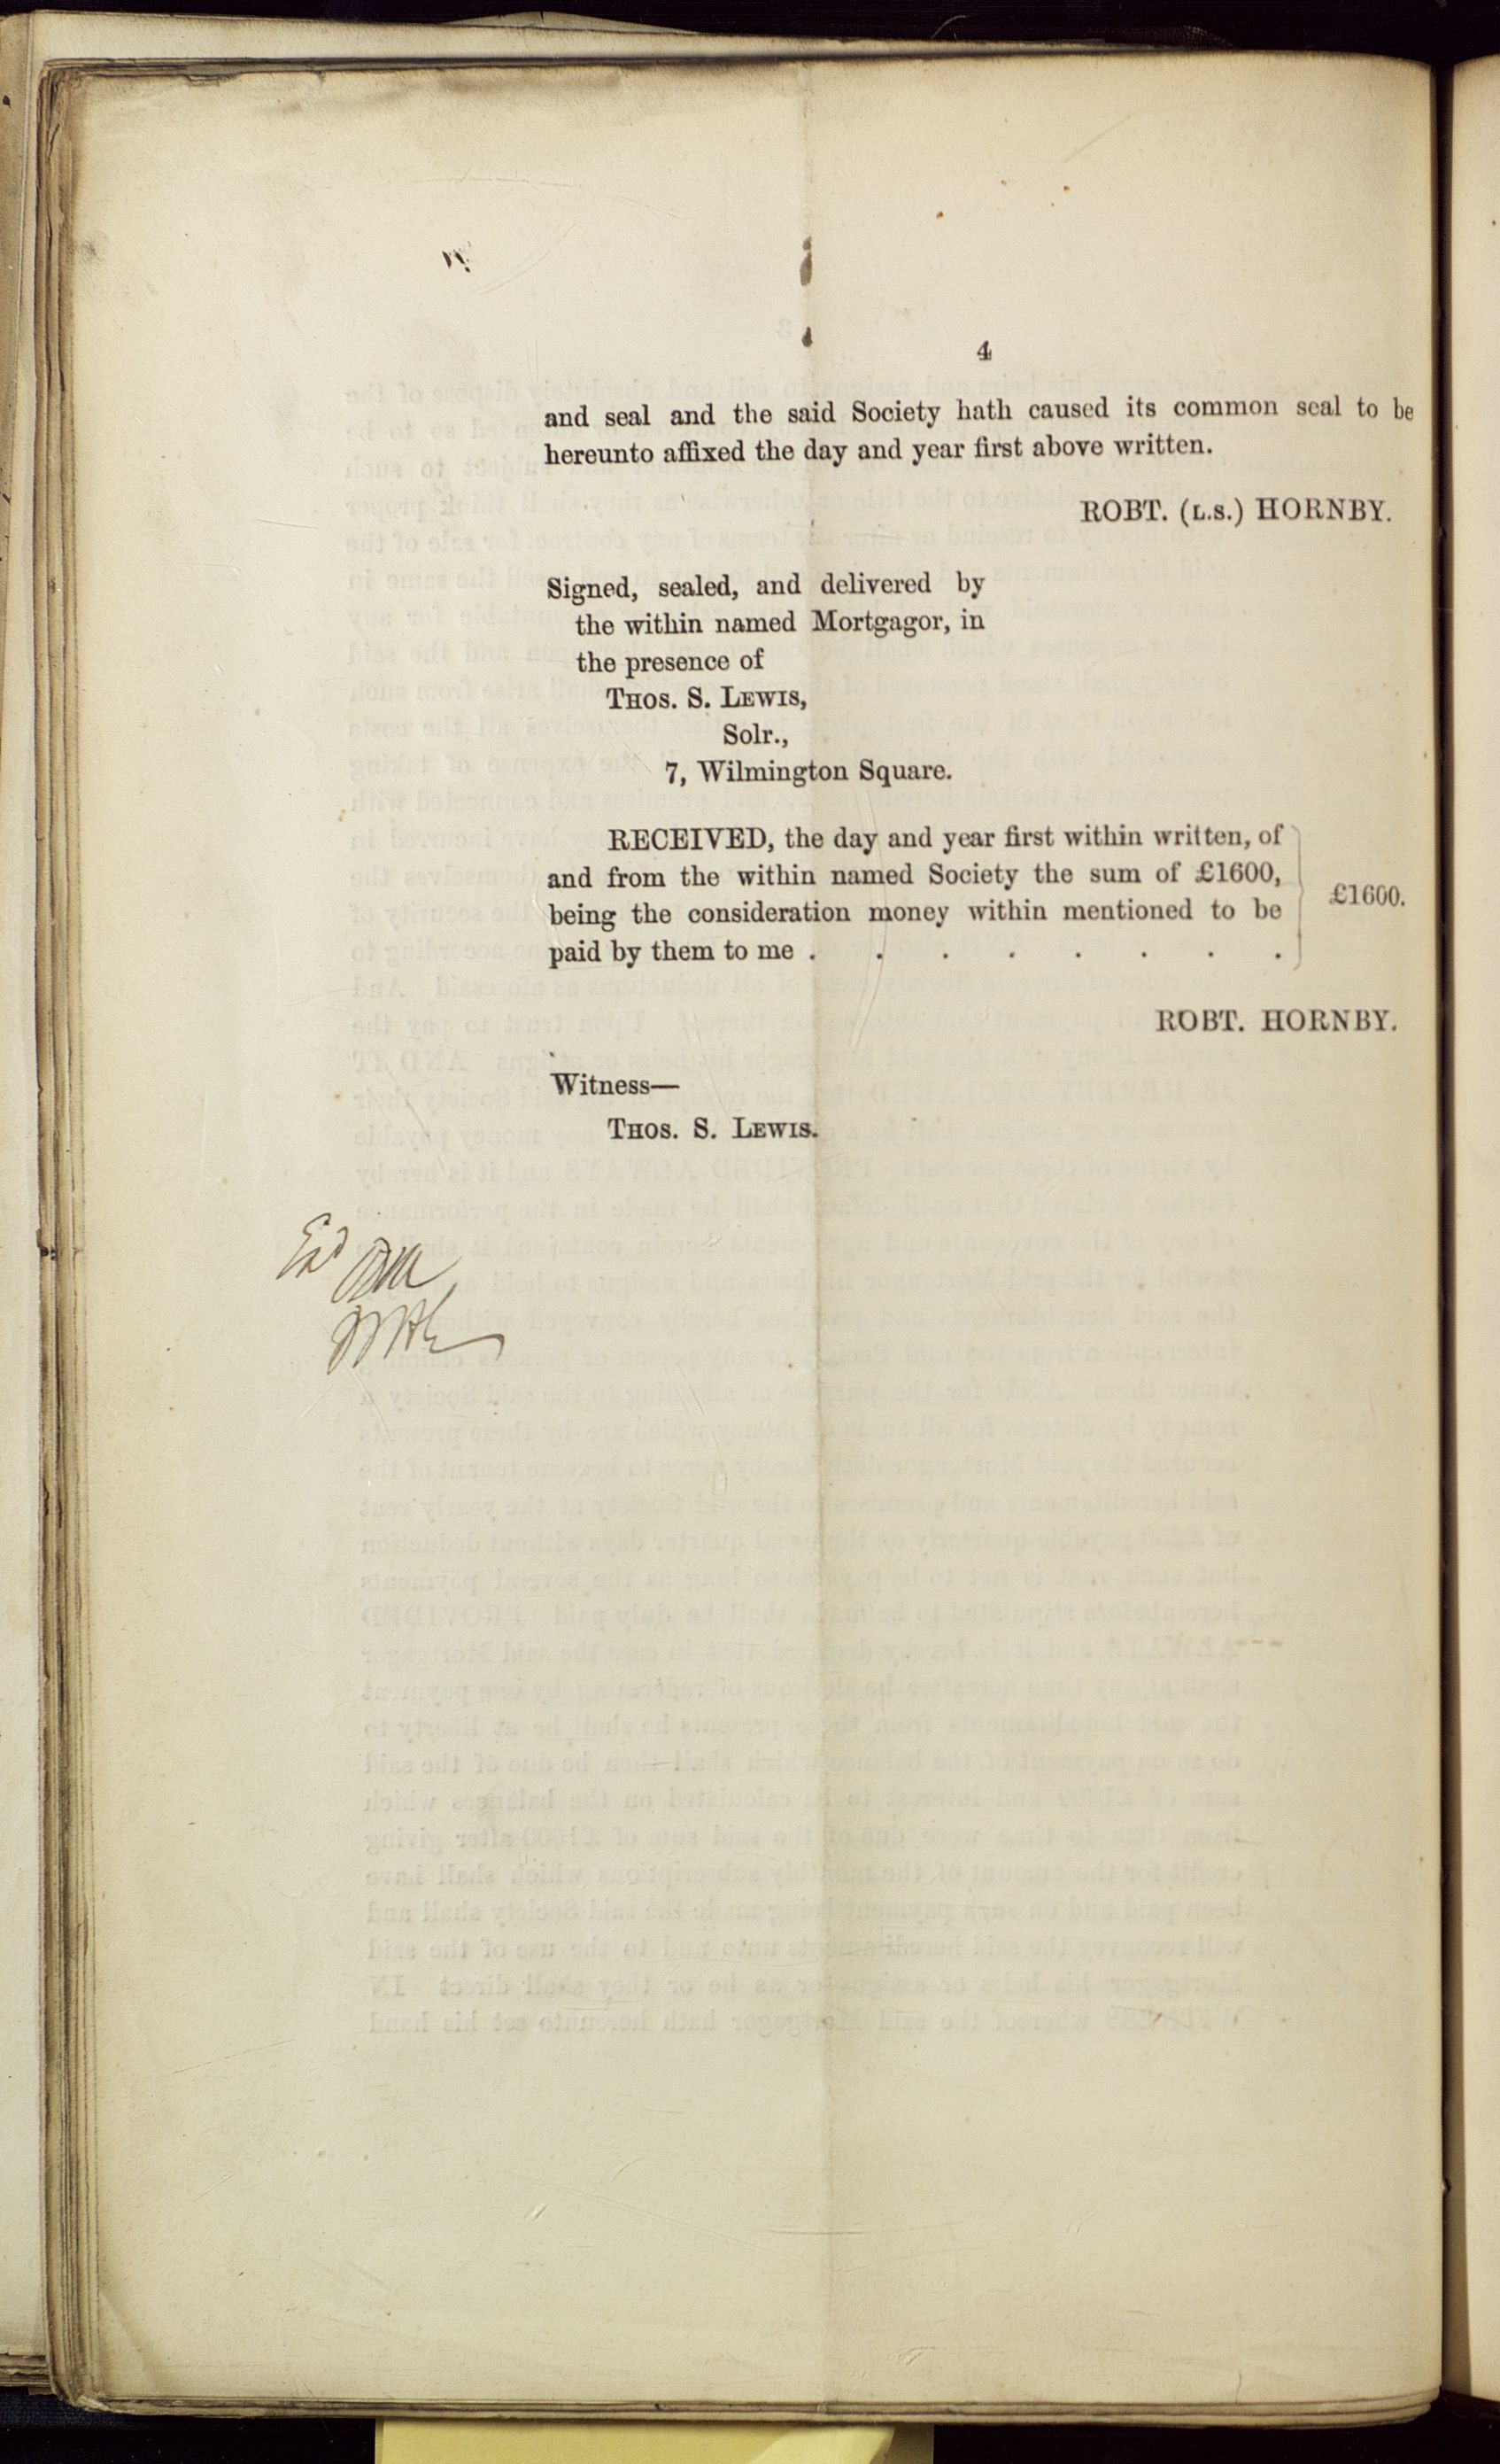 4
and seal and the said Society hath caused its common seal to be
hereunto affixed the day and year first above written.
ROBT. (L.S.) HORNBY.
Signed, sealed, and delivered by
the within named Mortgagor, in
the presence of
THOS. S. LEWIS,
Solr.,
7, Wilmington Square.
RECEIVED, the day and year first within written, of
and from the within named Society the sum of £1600,
being the consideration money within mentioned to be
paid by them to me . . . . . . . .
£1600.
ROBT. HORNBY.
Witness—
THOS. S. LEWIS.